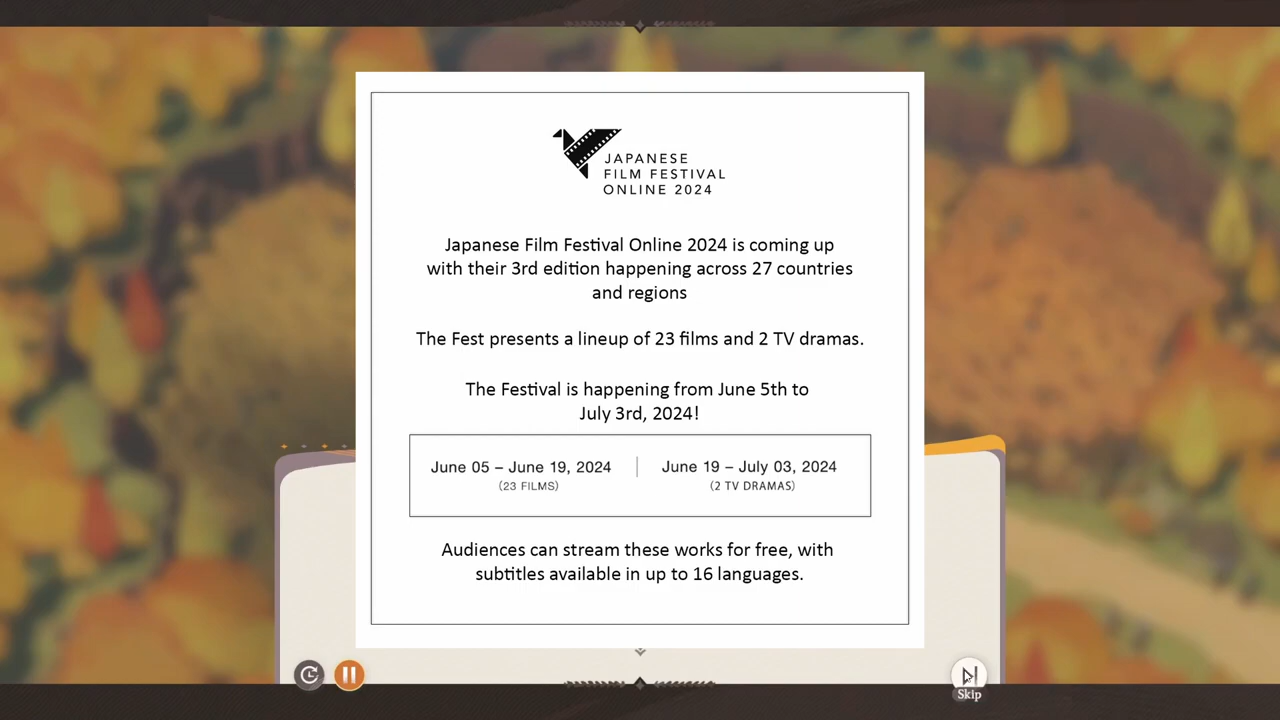 JAPANESE
FILM FESTIVAL
ONLINE 2024
Japanese Film Festival Online 2024 is coming up
with their 3rd edition happening across 27 countries
and regions
The Fest presents a lineup of 23 films and 2 TV dramas.
The Festival is happening from June 5th to
July 3rd, 2024!
June 05 – June 19, 2024
(23 FILMS)
June 19 – July 03, 2024
(2 TV DRAMAS)
Audiences can stream these works for free, with
subtitles available in up to 16 languages.
Skip